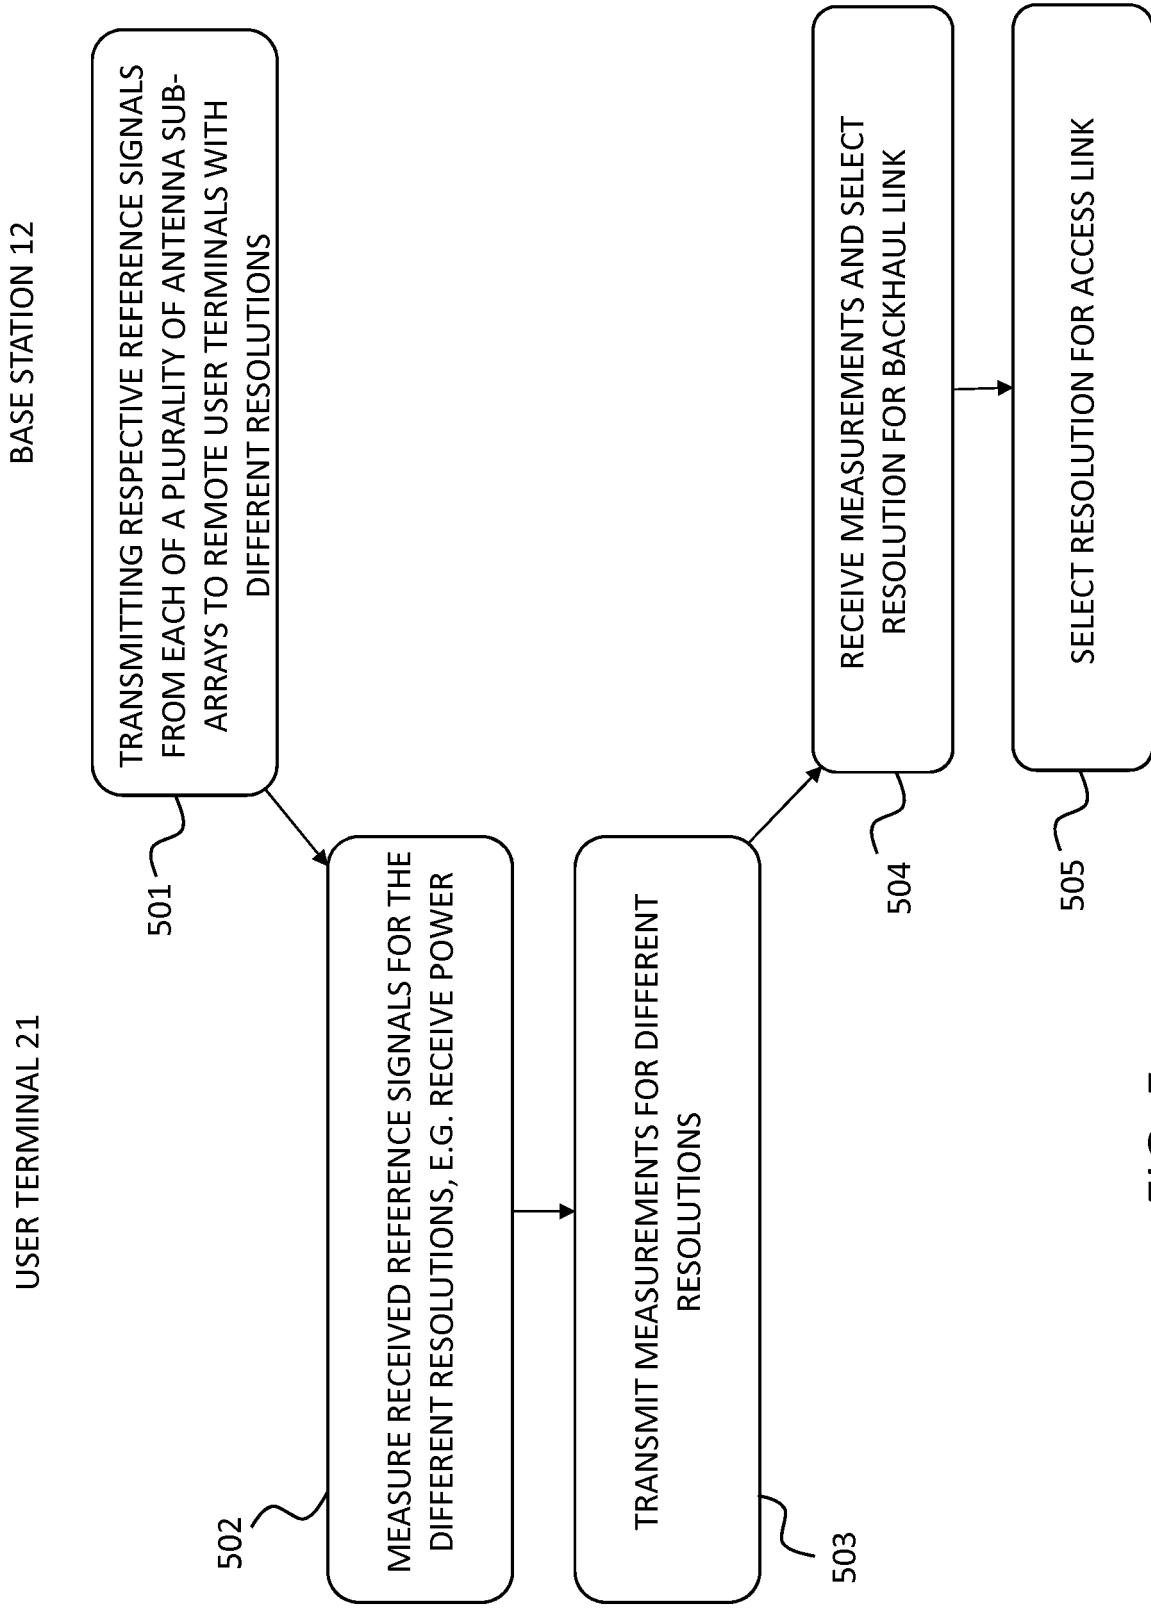 USER TERMINAL 21
BASE STATION 12
TRANSMITTING RESPECTIVE REFERENCE SIGNALS
FROM EACH OF A PLURALITY OF ANTENNA SUB-
ARRAYS TO REMOTE USER TERMINALS WITH
DIFFERENT RESOLUTIONS
501
502
MEASURE RECEIVED REFERENCE SIGNALS FOR THE
DIFFERENT RESOLUTIONS, E.G. RECEIVE POWER
TRANSMIT MEASUREMENTS FOR DIFFERENT
RESOLUTIONS
503
RECEIVE MEASUREMENTS AND SELECT
RESOLUTION FOR BACKHAUL LINK
504
SELECT RESOLUTION FOR ACCESS LINK
505